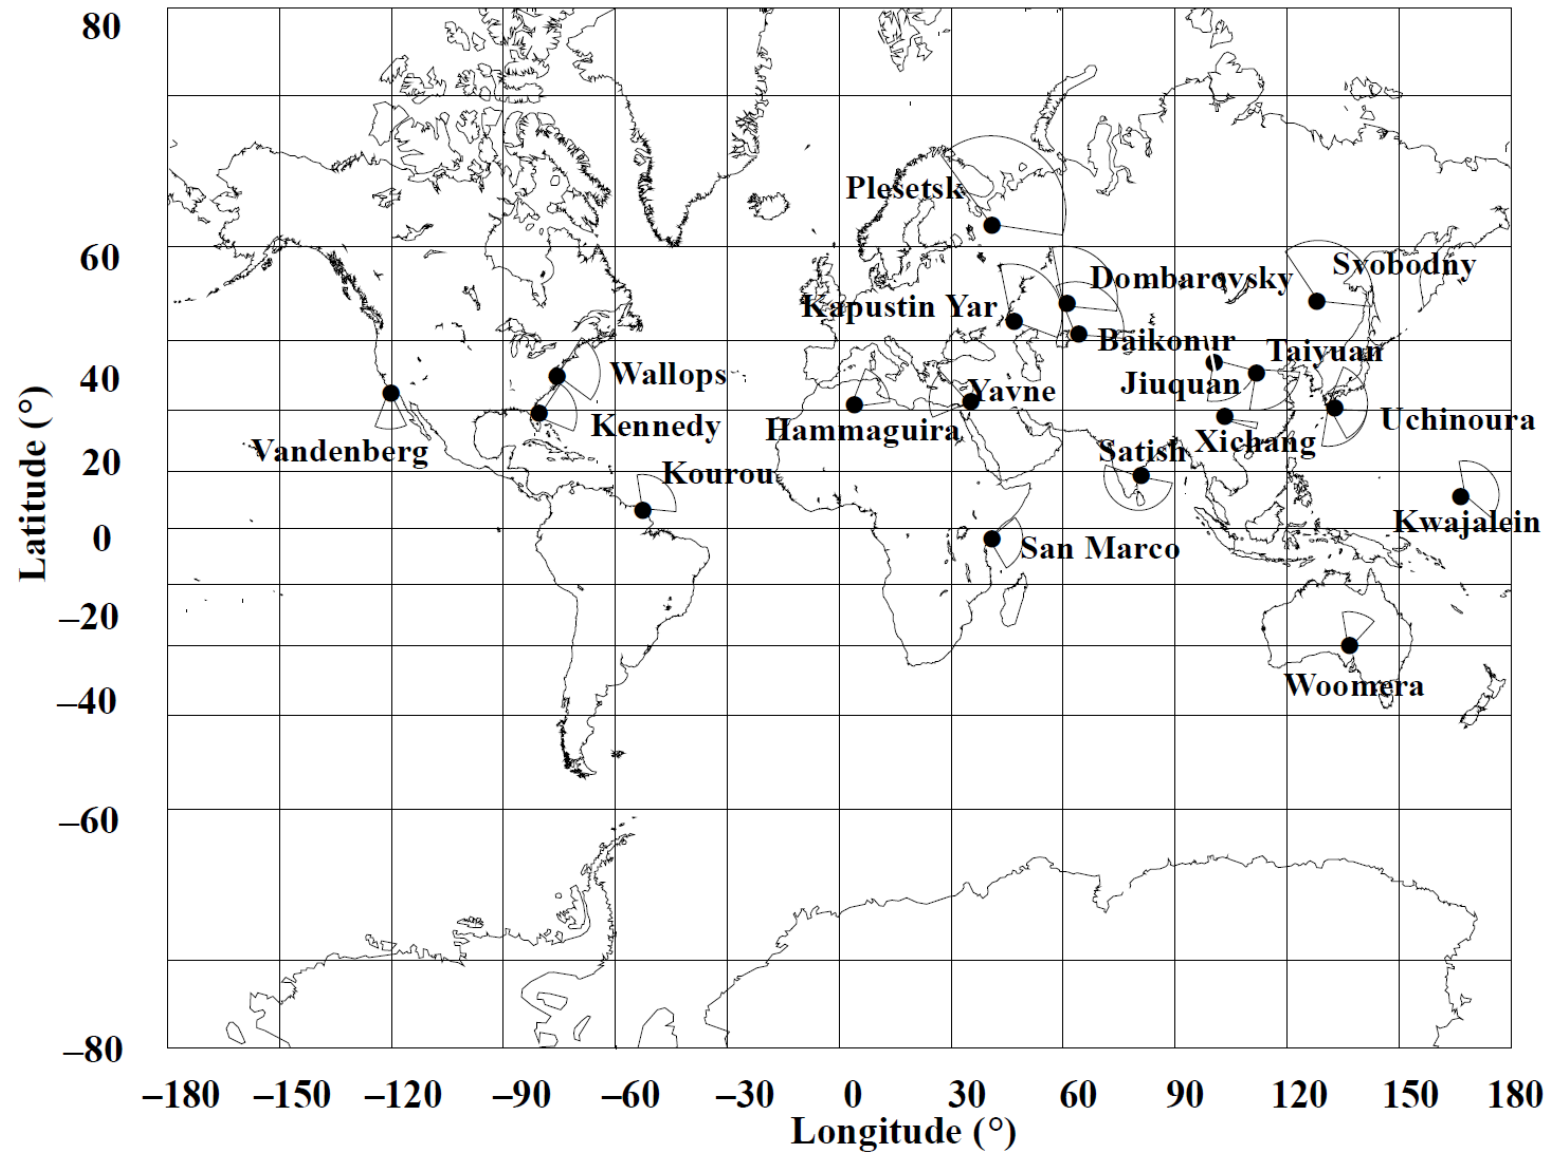 80
Plesetsk
60
Dombarovsky
Svobodny
Kapustin Yar
Baikonur
Taiyuan
40
Wallops
Jiuquan
Yavne
Kennedy
Hammaguira
Xichang
Uchinoura
Vandenberg
20
Kourou
Satish
Kwajalein
0
San Marco
–20
Woomera
–40
–60
–80
Latitude (°)
–180 –150 –120 –90 –60 –30 0 30 60 90 120 150 180
Longitude (°)